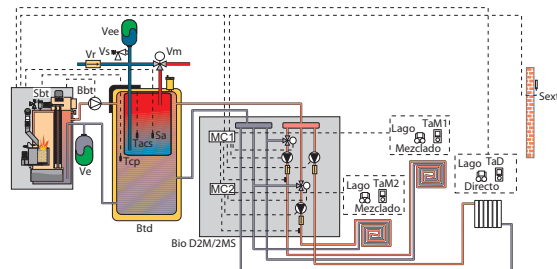 Vee
Vs
Vr
Vm
Sbt
Bbt
Sext
Tacs
Sa
Tcp
Ve
Btd
MC1
MC2
Bio D2M/2MS
Lago
TaM1
Mezclado
Lago
TaM2
Mezclado
Lago
TaD
Directo